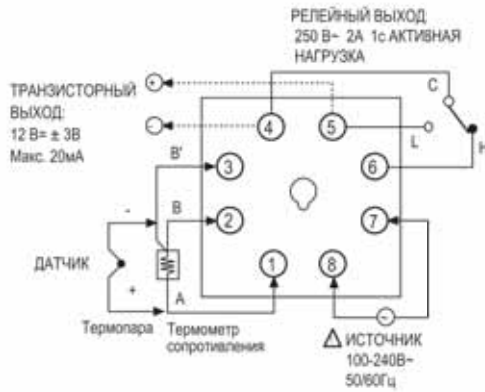 РЕЛЕЙНЫЙ ВЫХОД
250 В~ 2А 1с АКТИВНАЯ
НАГРУЗКА
ТРАНЗИСТОРНЫЙ
ВЫХОД:
12 В= ± 3В
Макс. 20мА
+
-
C
L
H
4
5
3
6
2
7
1
8
B'
B
A
-
ДАТЧИК
+
Термопара
Термометр
сопротивления
~
ИСТОЧНИК
100-240В~
50/60Гц